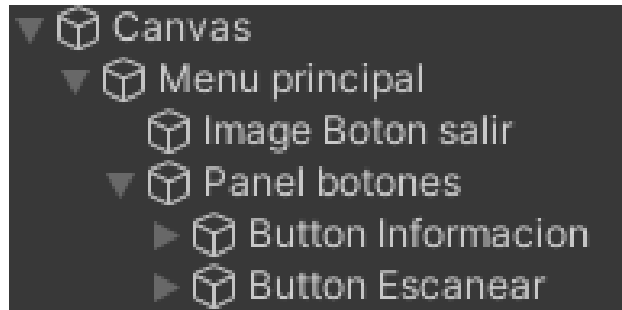 Canvas
Menu principal
Image Boton salir
Panel botones
Button Informacion
Button Escanear